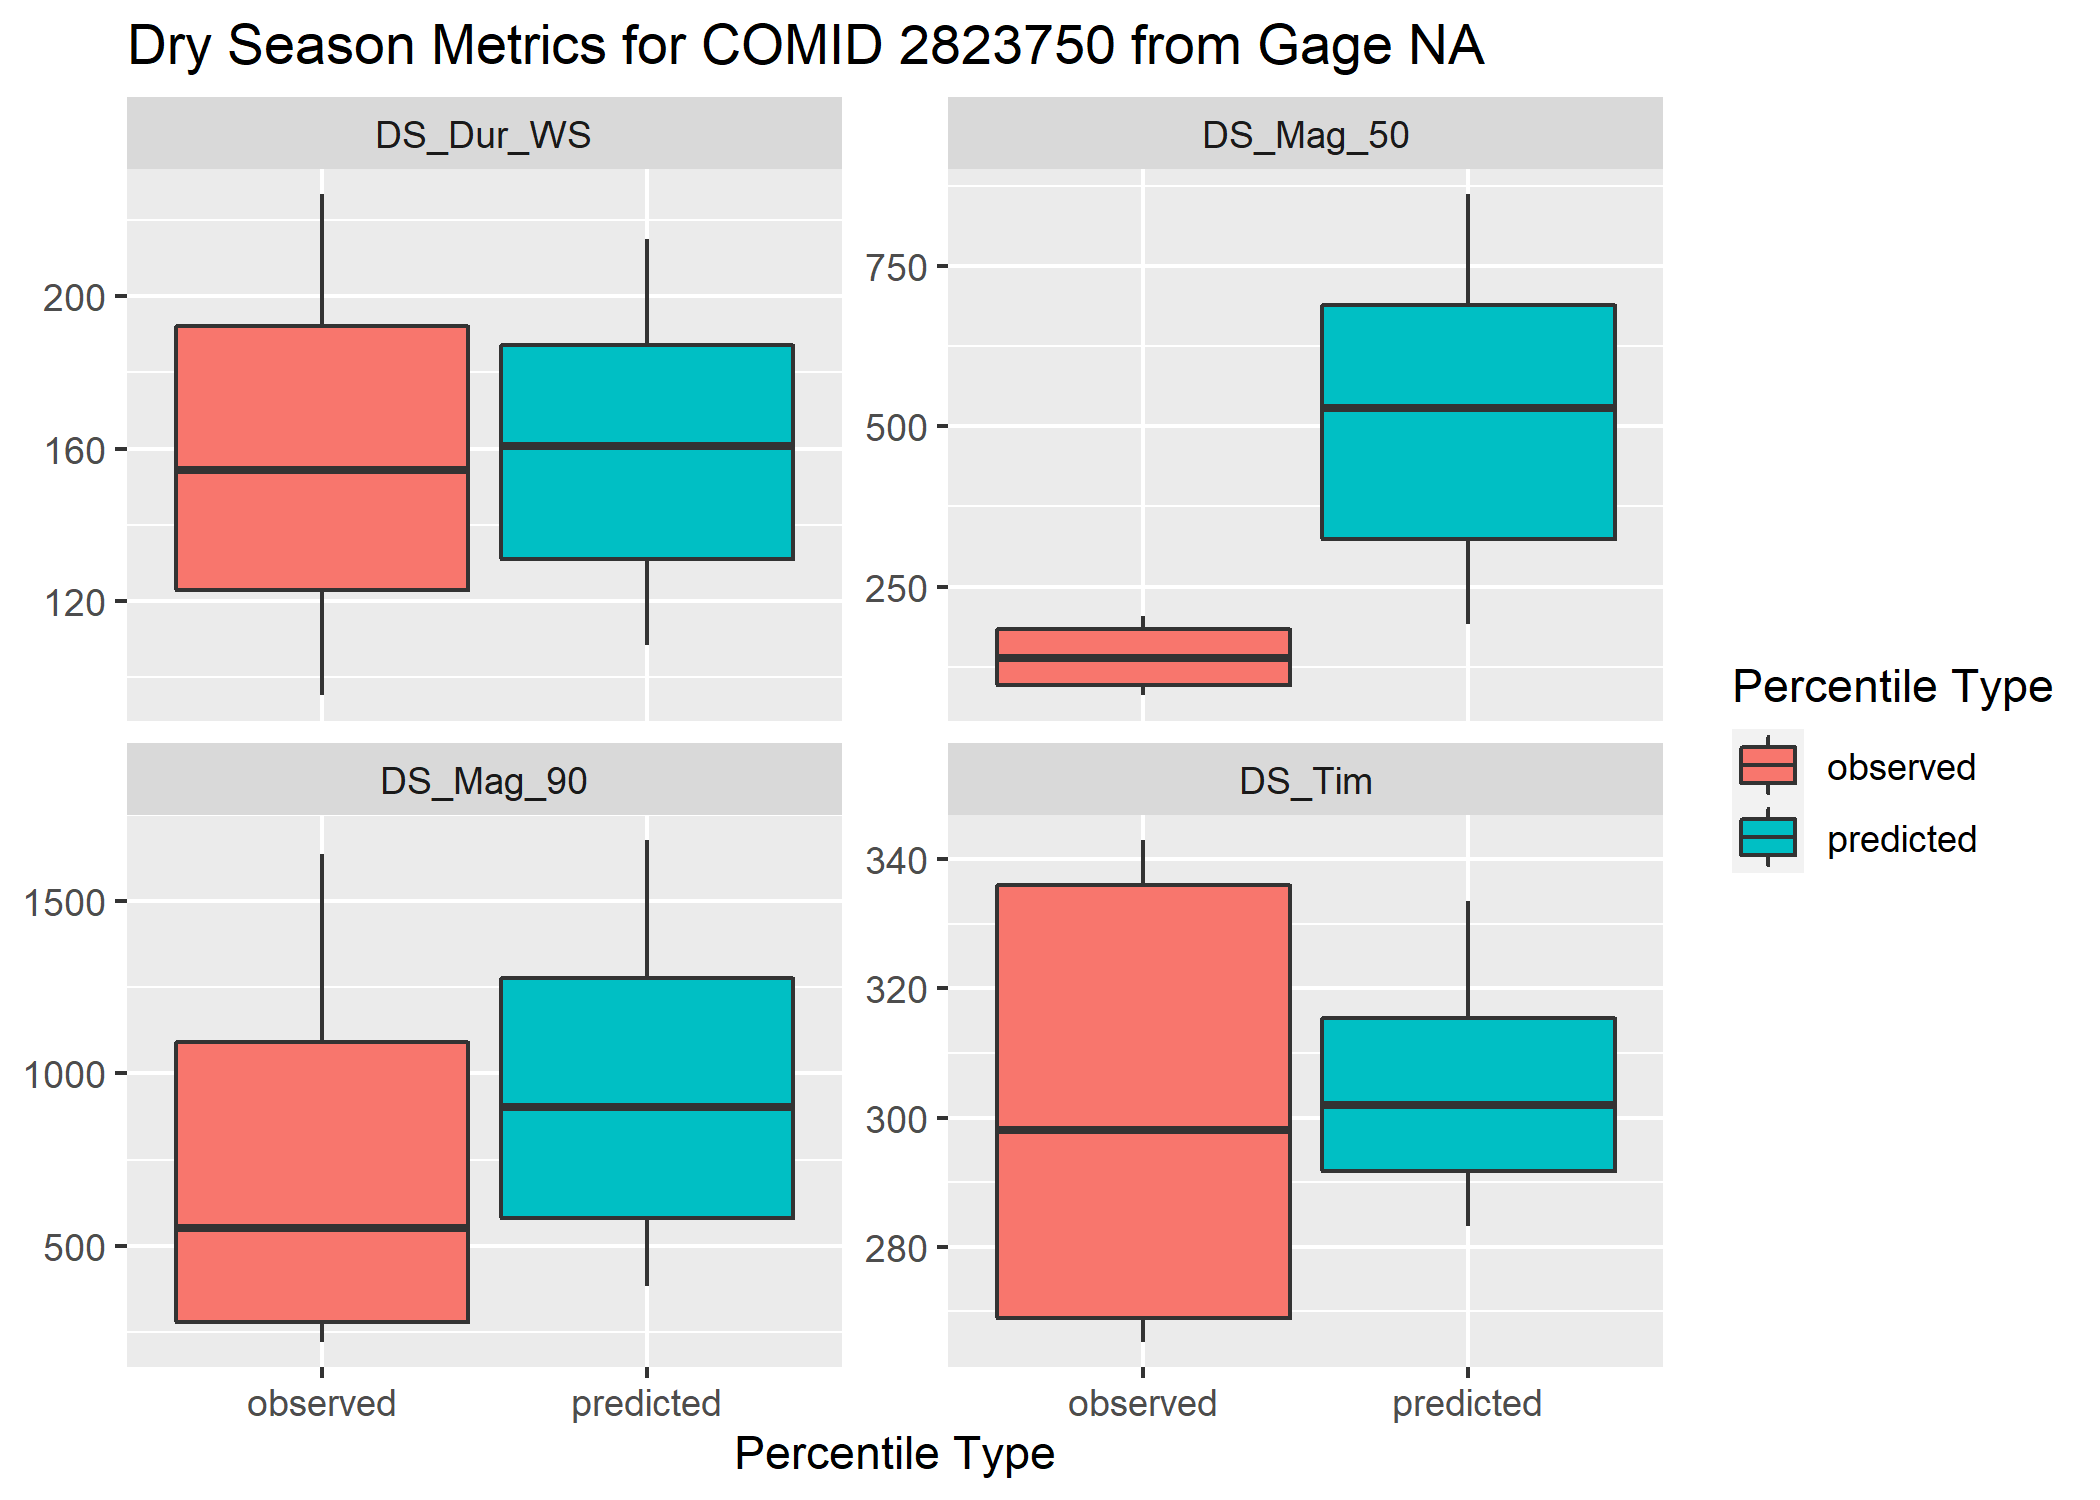 Dry Season Metrics for COMID 2823750 from Gage NA
DS_Dur_WS
DS_Mag_50
200
160
120
750
500
250
DS_Mag_90
DS_Tim
1500
1000
500
340
320
300
280
observed
predicted
observed
predicted
Percentile Type
Percentile Type
observed
predicted